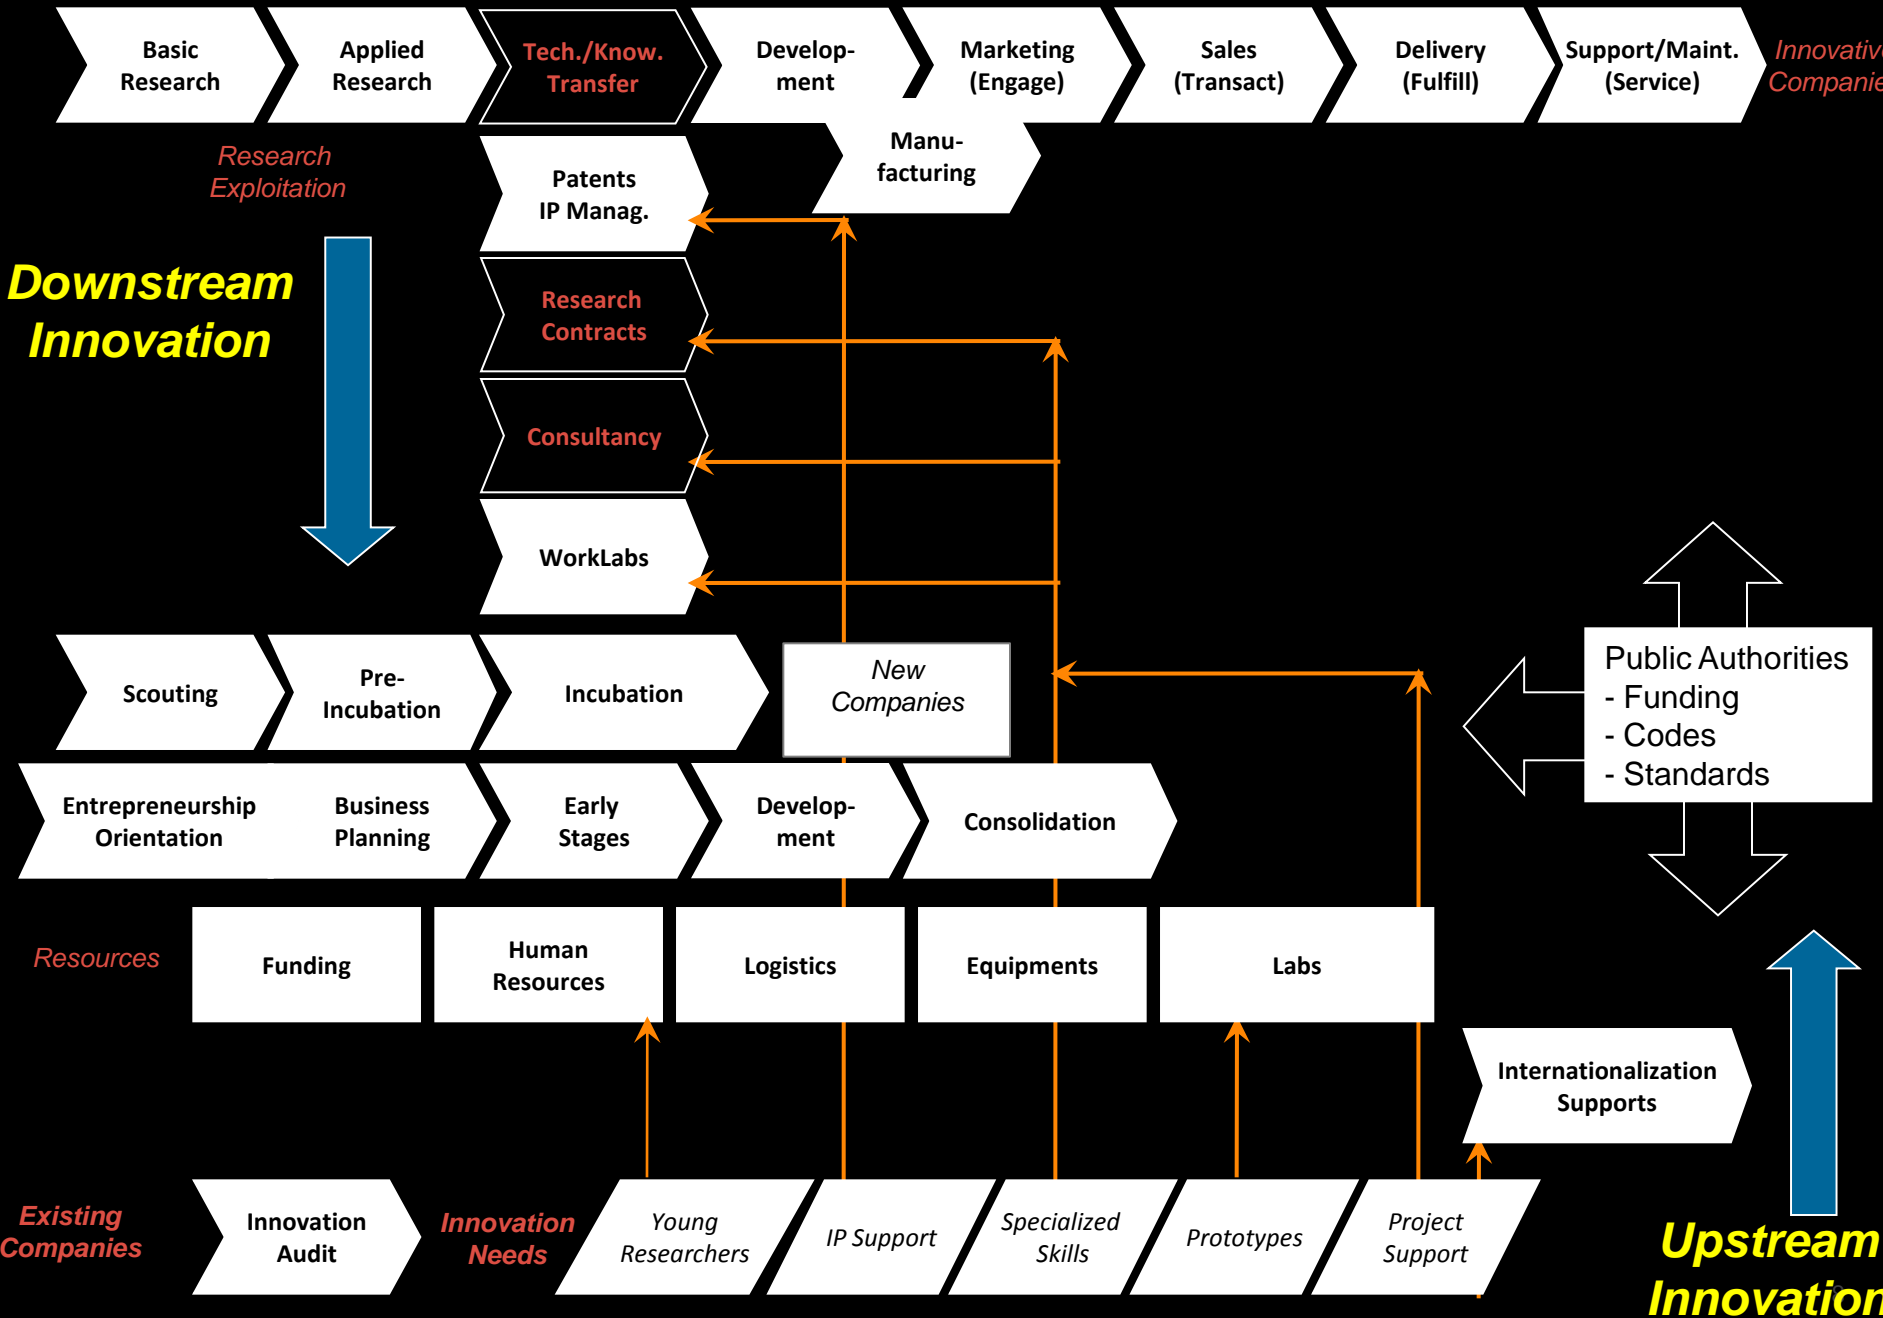 Basic
Research
Applied
Research
Tech./Know.
Transfer
Develop-
ment
Marketing
(Engage)
Sales
(Transact)
Delivery
(Fulfill)
Support/Maint.
(Service)
Innovative
Companie
Manu-
facturing
Research
Exploitation
Patents
IP Manag.
Downstream
Innovation
Research
Contracts
Consultancy
WorkLabs
Scouting
Pre-
Incubation
Incubation
New
Companies
Public Authorities
- Funding
- Codes
- Standards
Entrepreneurship
Orientation
Business
Planning
Early
Stages
Develop-
ment
Consolidation
Resources
Funding
Human
Resources
Logistics
Equipments
Labs
Internationalization
Supports
Existing
Companies
Innovation
Audit
Innovation
Needs
Young
Researchers
IP Support
Specialized
Skills
Prototypes
Project
Support
Upstream
Innovation